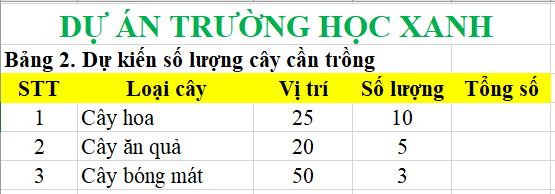 DỰ ÁN TRƯỜNG HỌC XANH
Bảng 2. Dự kiến số lượng cây cần trồng
STT Loại cây Vị trí Số lượng Tổng số
1 Cây hoa 25 10
2 Cây ăn quả 20 5
3 Cây bóng mát 50 3